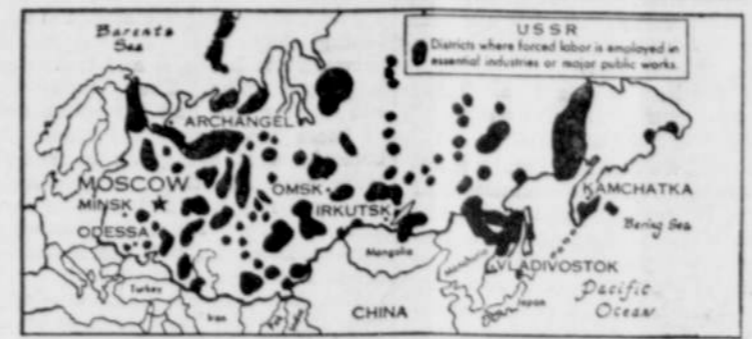 USSR
Districts where forced labor is employed in
essential industries or major public works.
Barents
Sea
ARCHANGEL
MOSCOW
MINSK
ODESSA
OMSK
IRKUTSK
KAMCHATKA
Bering Sea
Mongolia
Manchuria
VLADIVOSTOK
Turkey
Iran
CHINA
Japan
Pacific
Ocean